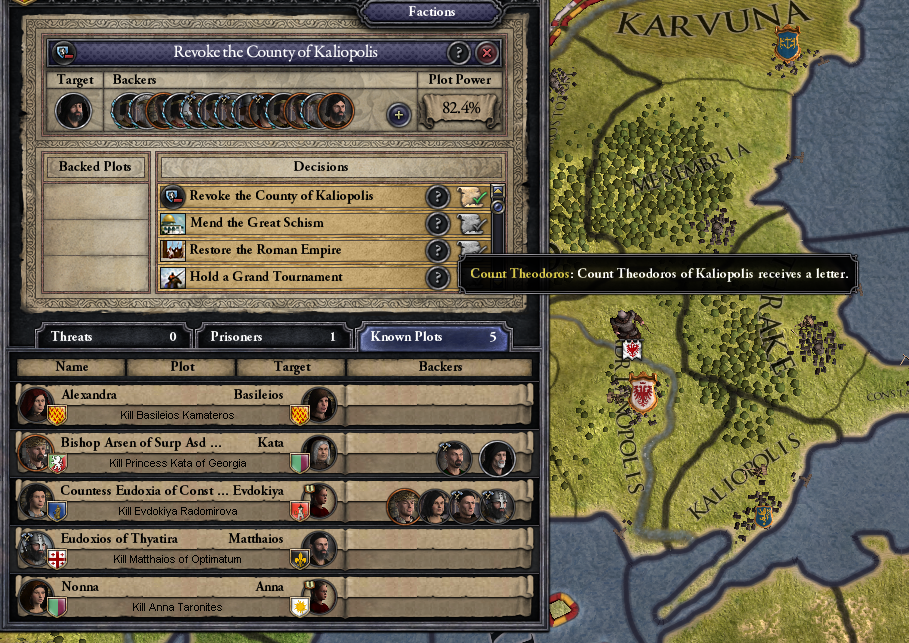 Factions
KARVUNA
Revoke the County of Kaliopolis
?
Target
Backers
Plot Power
82.4%
Backed Plots
Decisions
MESEMBRIA
Revoke the County of Kaliopolis
?
Mend the Great Schism
?
Restore the Roman Empire
?
Hold a Grand Tournament
?
Count Theodoros: Count Theodoros of Kaliopolis receives a letter.
Threats
0
Prisoners
1
Known Plots
5
Name
Plot
Target
Backers
Alexandra
Basileios
Kill Basileios Kamateros
Bishop Arsen of Surp Asd ...
Kata
Kill Princess Kata of Georgia
KALIOPOLIS
Countess Eudoxia of Const ...
Evdokiya
Kill Evdokiya Radomirova
Eudoxios of Thyatira
Matthaios
Kill Matthaios of Optimatum
Nonna
Anna
Kill Anna Taronites